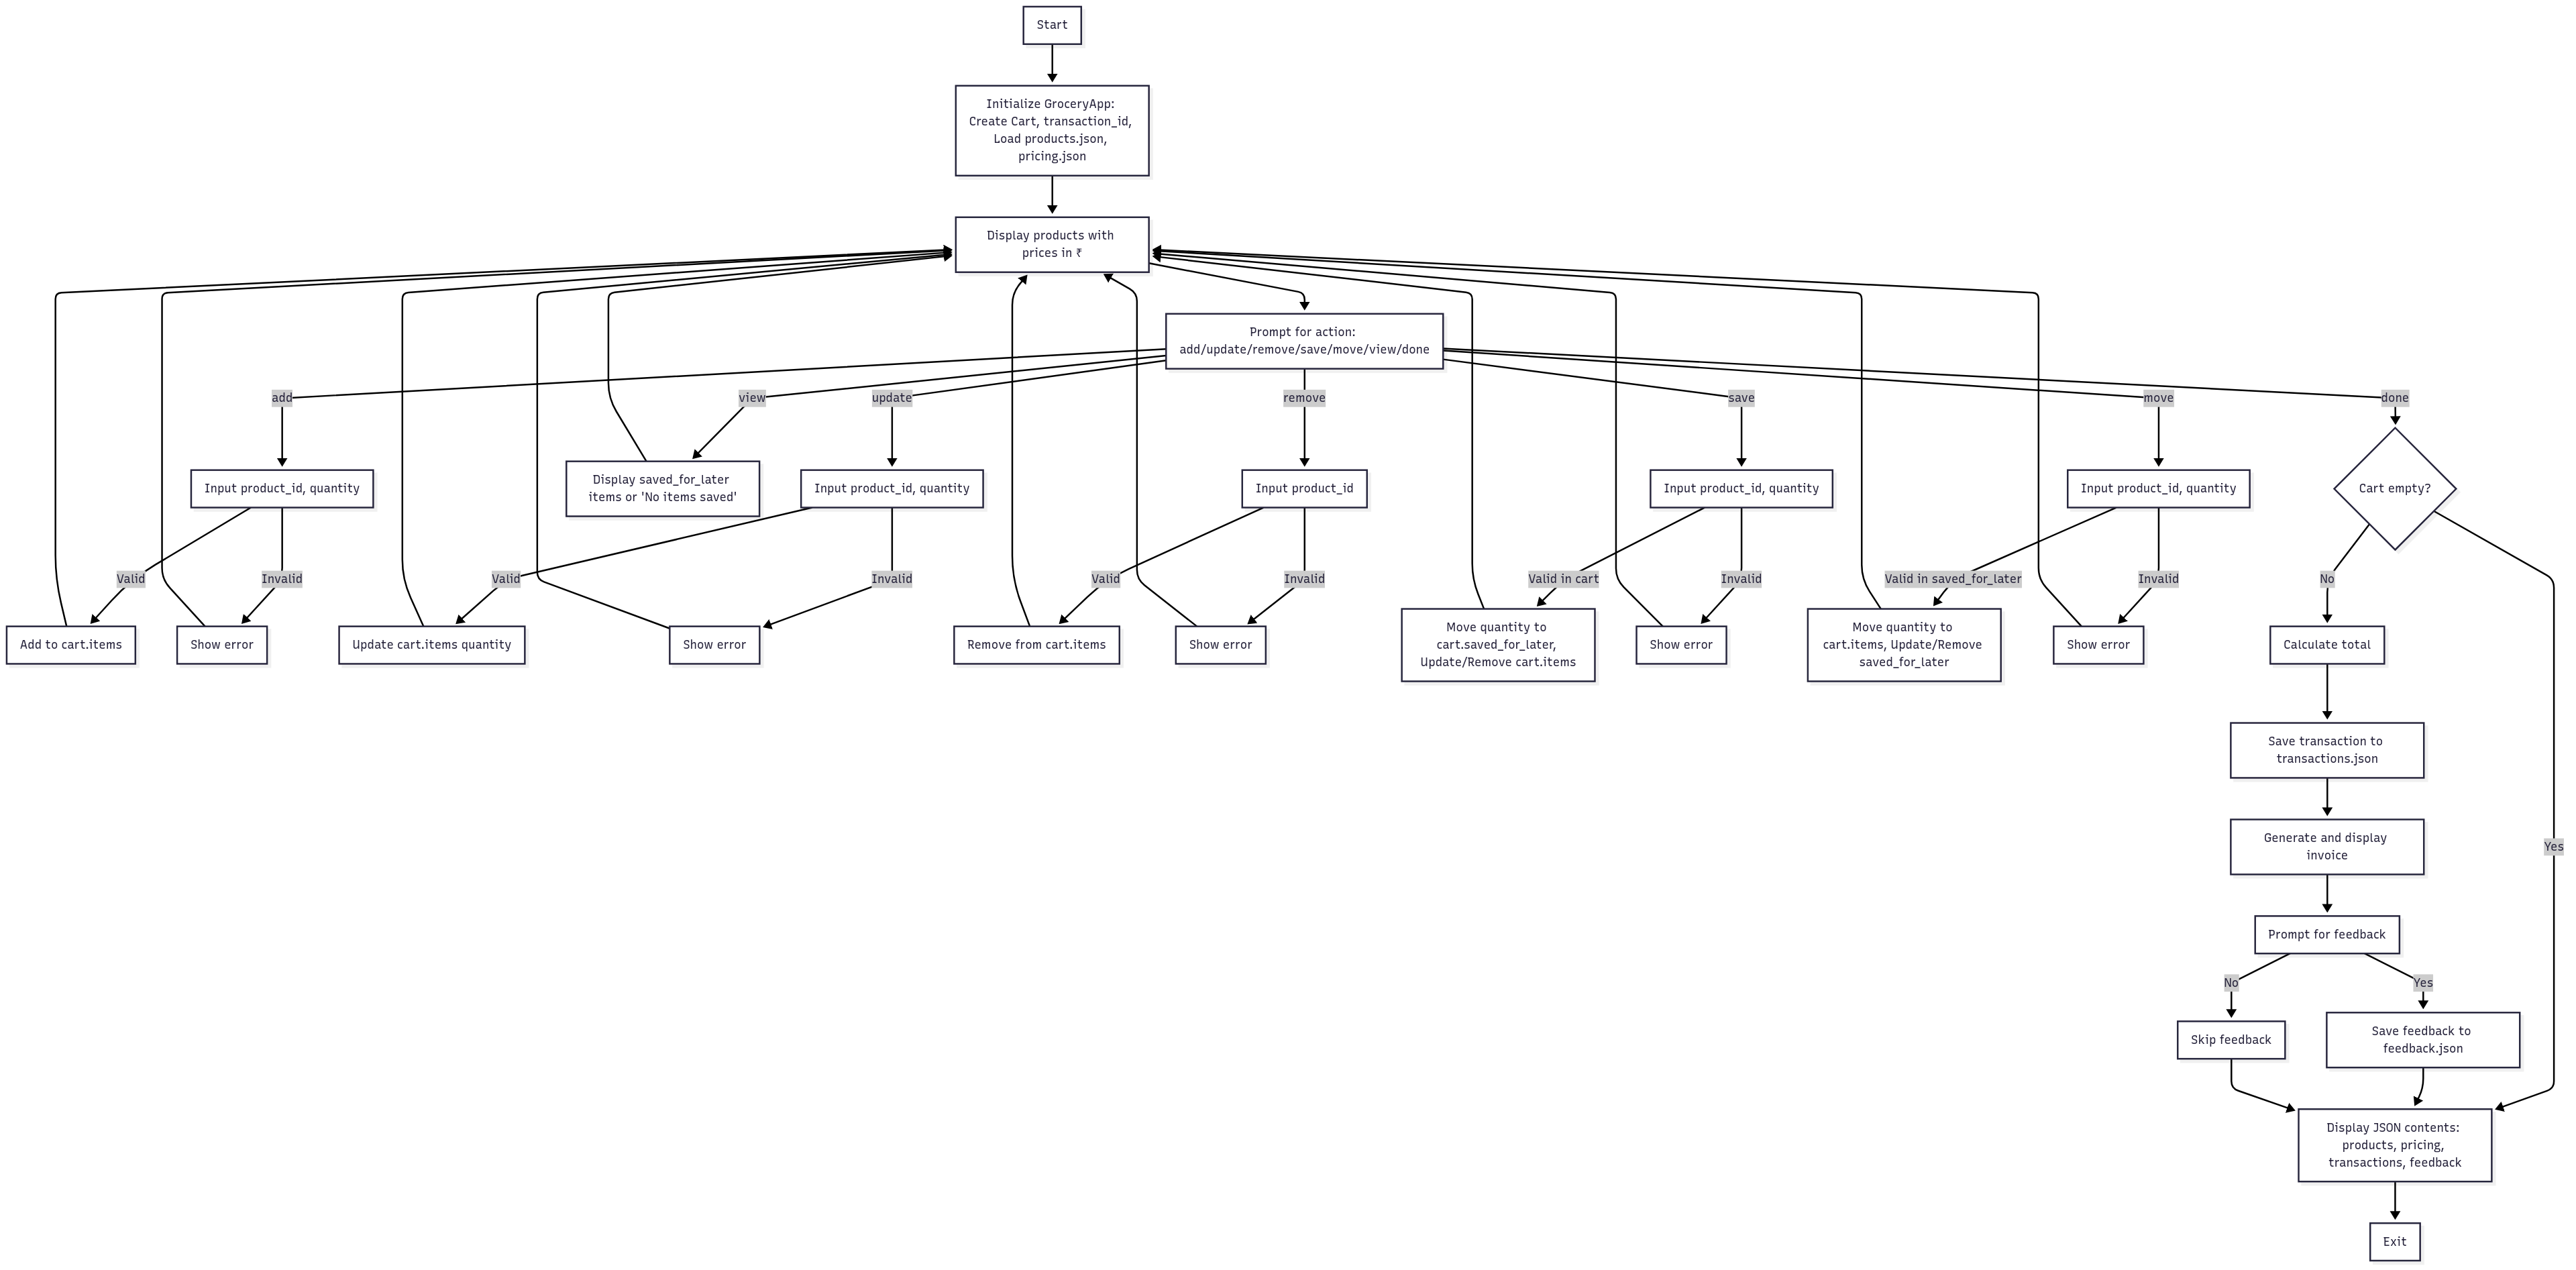 Start
Initialize GroceryApp:
Create Cart, transaction_id,
Load products.json,
pricing.json
Display products with
prices in ₹
Prompt for action:
add/update/remove/save/move/view/done
add
view
update
remove
save
move
done
Input product_id, quantity
Display saved_for_later
items or 'No items saved'
Input product_id, quantity
Input product_id
Input product_id, quantity
Input product_id, quantity
Cart empty?
Valid
Invalid
Valid
Invalid
Valid
Invalid
Valid in cart
Invalid
Valid in saved_for_later
Invalid
No
Add to cart.items
Show error
Update cart.items quantity
Show error
Remove from cart.items
Show error
Move quantity to
cart.saved_for_later,
Update/Remove cart.items
Show error
Move quantity to
cart.items, Update/Remove
saved_for_later
Show error
Calculate total
Save transaction to
transactions.json
Generate and display
invoice
Yes
Prompt for feedback
No
Yes
Skip feedback
Save feedback to
feedback.json
Display JSON contents:
products, pricing,
transactions, feedback
Exit